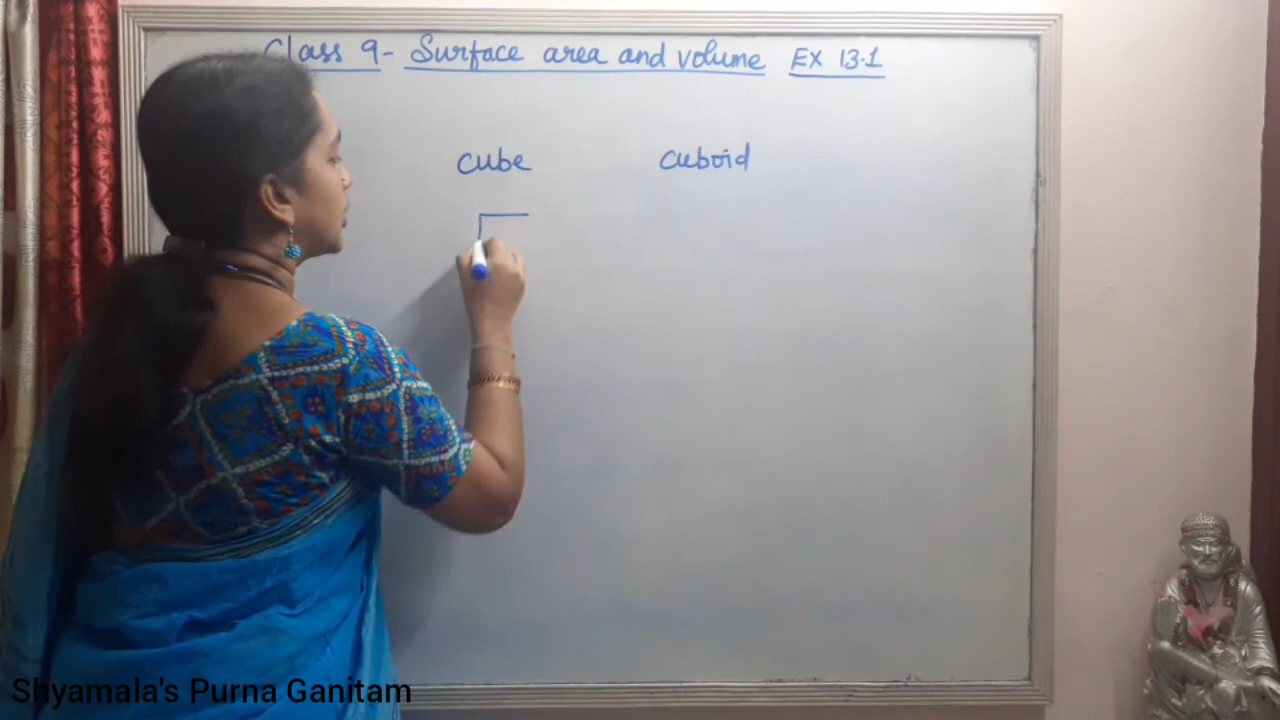 Class 9- Surface area and volume EX 13.1
cube cuboid
Shyamala's Purna Ganitam